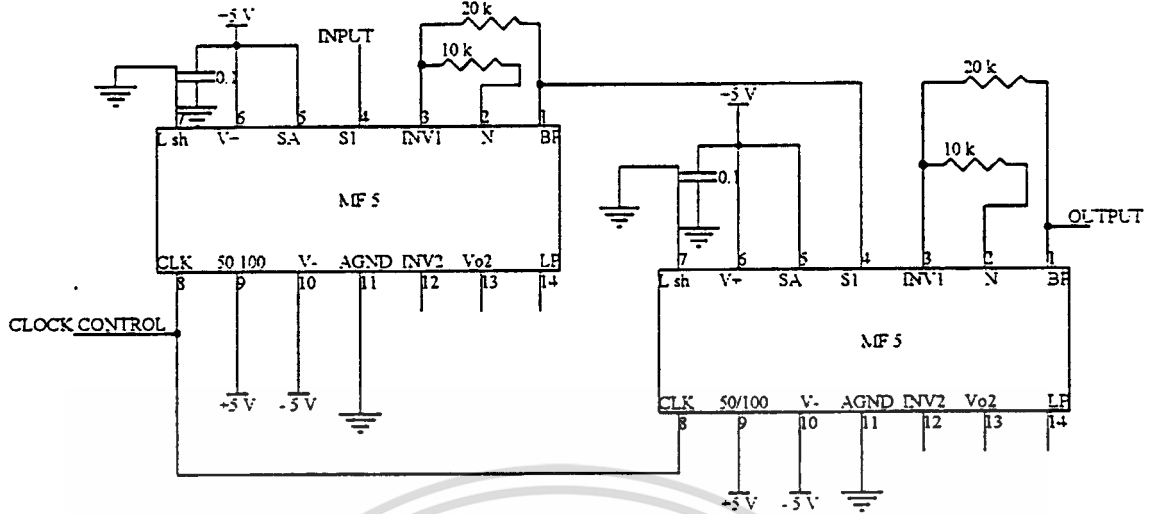 +5 V
INPUT
20 k
10 k
0.1
7 6 5 4 3 2 1
L sh V+ SA S1 INV1 N BP
MF 5
CLK 50 100 V- AGND INV2 Vo2 LP
8 9 10 11 12 13 14
CLOCK CONTROL
+5 V -5 V
+5 V
20 k
10 k
0.1
OUTPUT
7 6 5 4 3 2 1
L sh V+ SA S1 INV1 N BP
MF 5
CLK 50/100 V- AGND INV2 Vo2 LP
8 9 10 11 12 13 14
+5 V -5 V